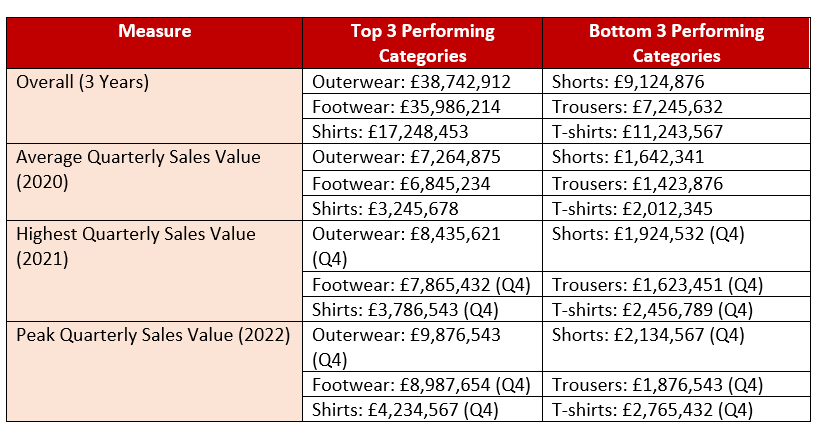 Measure
Top 3 Performing
Categories
Bottom 3 Performing
Categories
Overall (3 Years)
Outerwear: £38,742,912
Shorts: £9,124,876
Footwear: £35,986,214
Trousers: £7,245,632
Shirts: £17,248,453
T-shirts: £11,243,567
Average Quarterly Sales Value
(2020)
Outerwear: £7,264,875
Shorts: £1,642,341
Footwear: £6,845,234
Trousers: £1,423,876
Shirts: £3,245,678
T-shirts: £2,012,345
Highest Quarterly Sales Value
(2021)
Outerwear: £8,435,621
(Q4)
Shorts: £1,924,532 (Q4)
Footwear: £7,865,432 (Q4)
Trousers: £1,623,451 (Q4)
Shirts: £3,786,543 (Q4)
T-shirts: £2,456,789 (Q4)
Peak Quarterly Sales Value (2022)
Outerwear: £9,876,543
(Q4)
Shorts: £2,134,567 (Q4)
Footwear: £8,987,654 (Q4)
Trousers: £1,876,543 (Q4)
Shirts: £4,234,567 (Q4)
T-shirts: £2,765,432 (Q4)